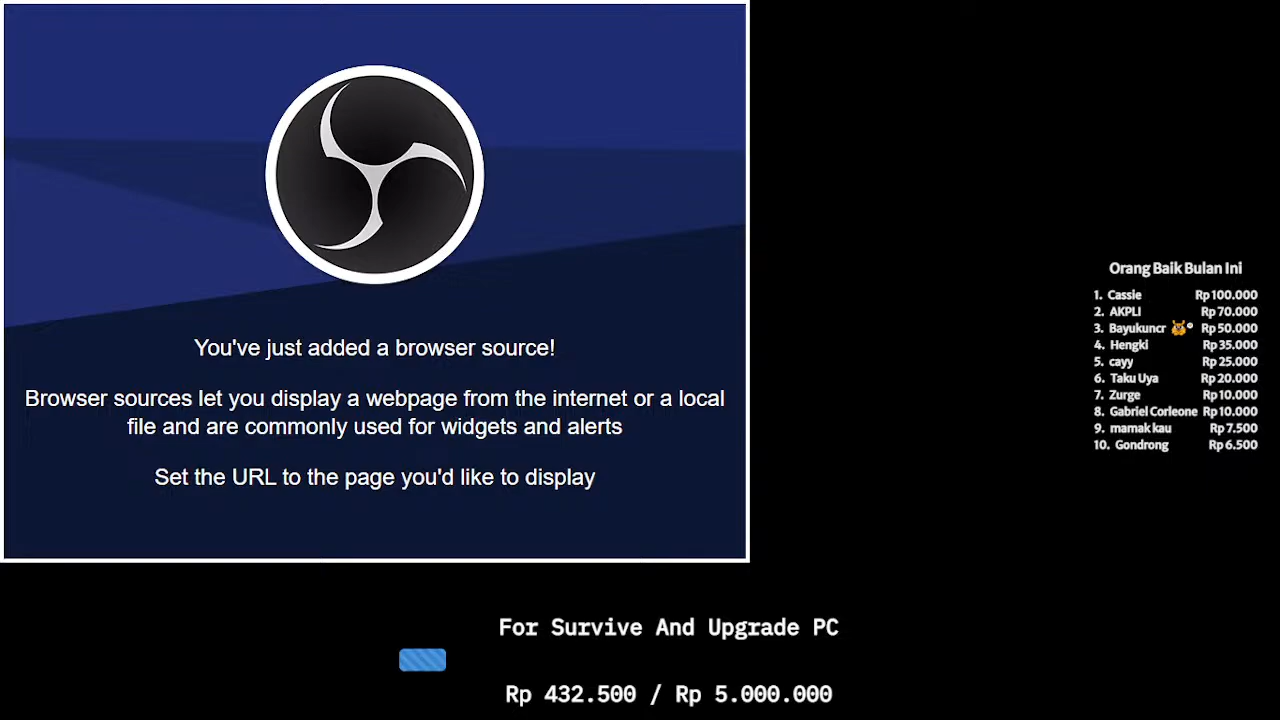 You've just added a browser source!
Browser sources let you display a webpage from the internet or a local
file and are commonly used for widgets and alerts
Set the URL to the page you'd like to display
Orang Baik Bulan Ini
1. Cassie Rp 100.000
2. AKPLI Rp 70.000
3. Bayukuncr Rp 50.000
4. Hengki Rp 35.000
5. cayy Rp 25.000
6. Taku Uya Rp 20.000
7. Zurge Rp 10.000
8. Gabriel Corleone Rp 10.000
9. mamak kau Rp 7.500
10. Gondrong Rp 6.500
For Survive And Upgrade PC
Rp 432.500 / Rp 5.000.000